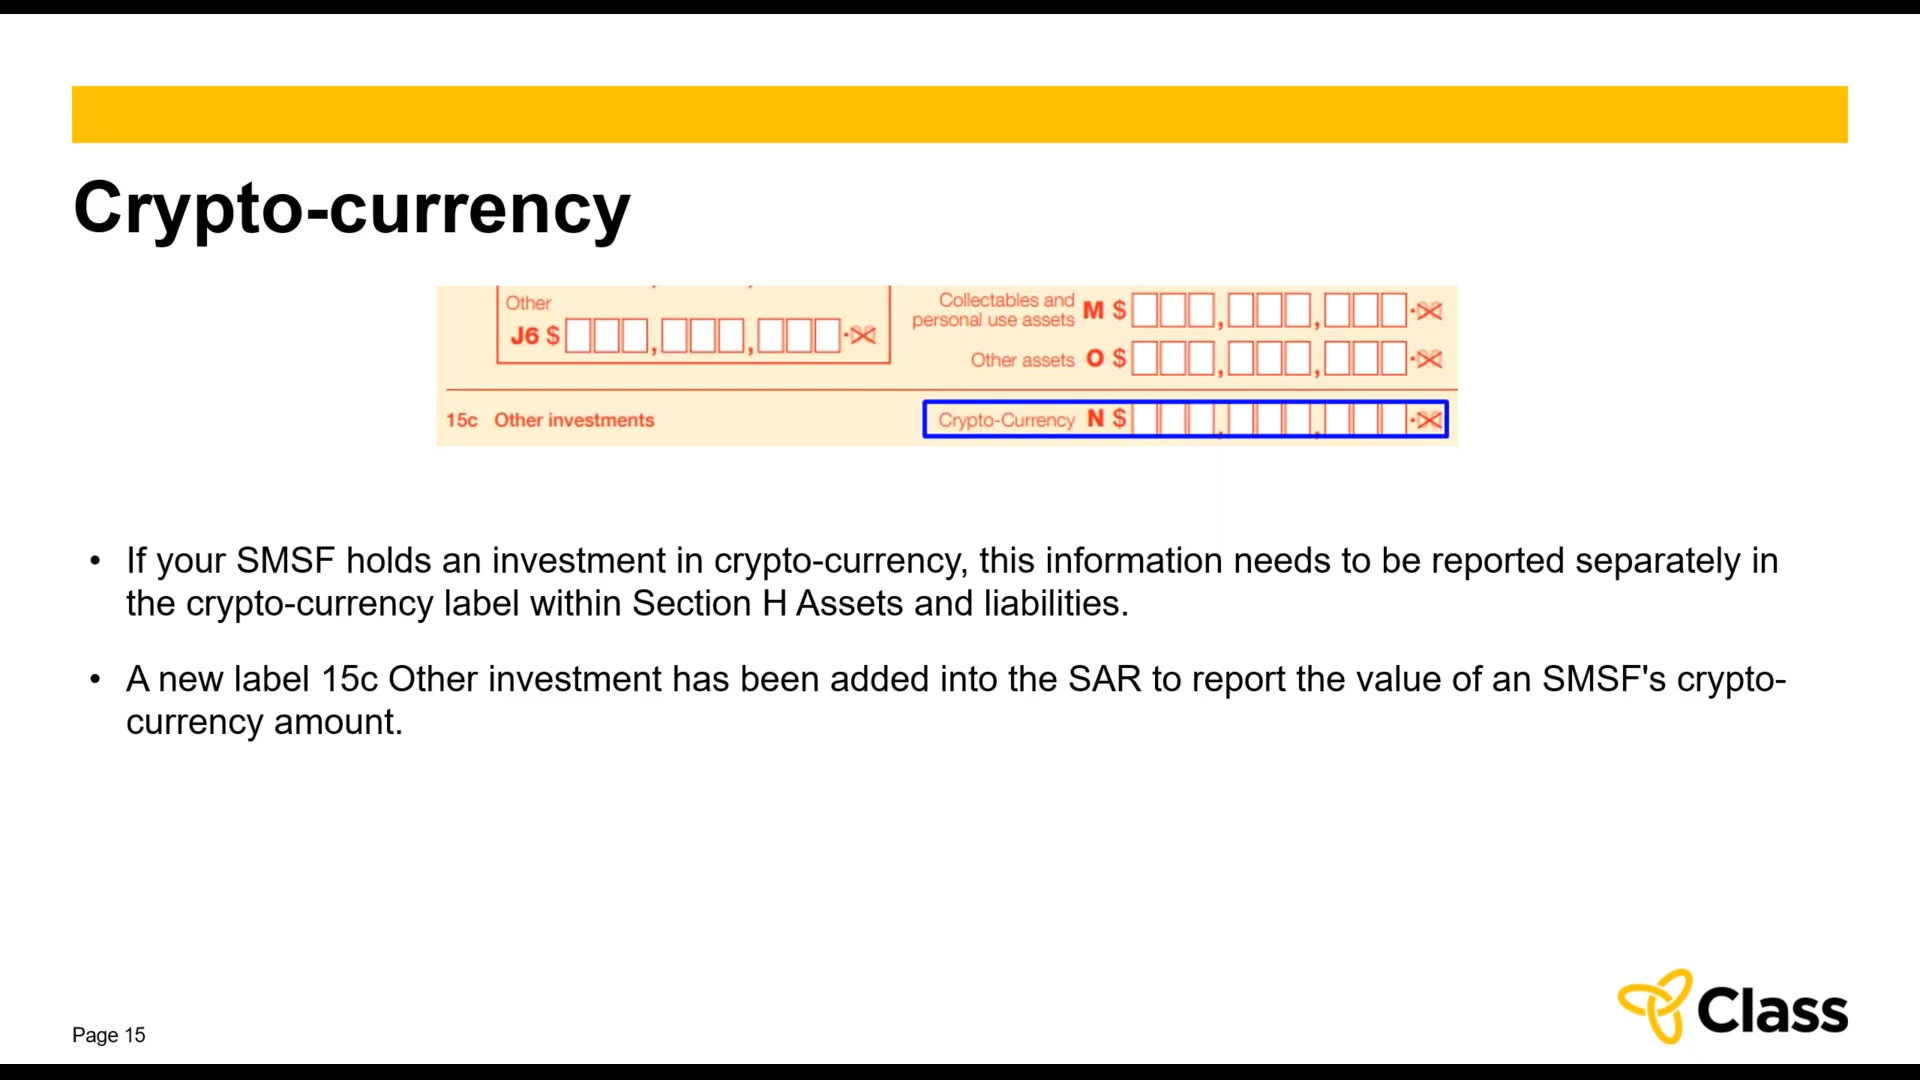 Crypto-currency
Other
J6 $
Collectables and
personal use assets M $
Other assets O $
15c Other investments
Crypto-Currency N $
• If your SMSF holds an investment in crypto-currency, this information needs to be reported separately in
the crypto-currency label within Section H Assets and liabilities.
• A new label 15c Other investment has been added into the SAR to report the value of an SMSF's crypto-
currency amount.
Page 15
Class